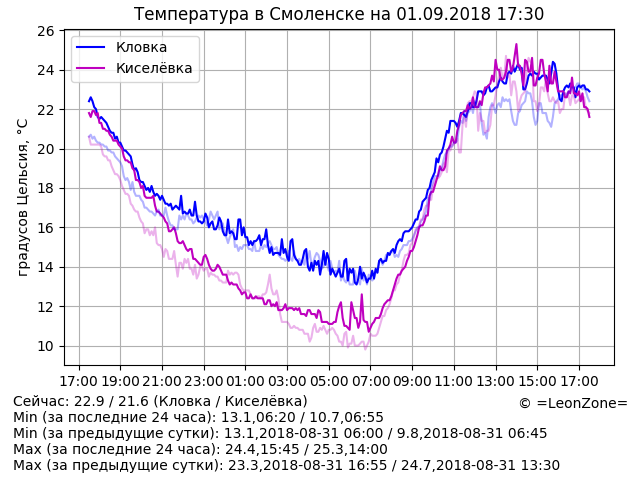 Температура в Смоленске на 01.09.2018 17:30
Кловка
Киселёвка
градусов Цельсия, °C
26
24
22
20
18
16
14
12
10
17:00 19:00 21:00 23:00 01:00 03:00 05:00 07:00 09:00 11:00 13:00 15:00 17:00
Сейчас: 22.9 / 21.6 (Кловка / Киселёвка)
© =LeonZone=
Min (за последние 24 часа): 13.1,06:20 / 10.7,06:55
Min (за предыдущие сутки): 13.1,2018-08-31 06:00 / 9.8,2018-08-31 06:45
Max (за последние 24 часа): 24.4,15:45 / 25.3,14:00
Max (за предыдущие сутки): 23.3,2018-08-31 16:55 / 24.7,2018-08-31 13:30